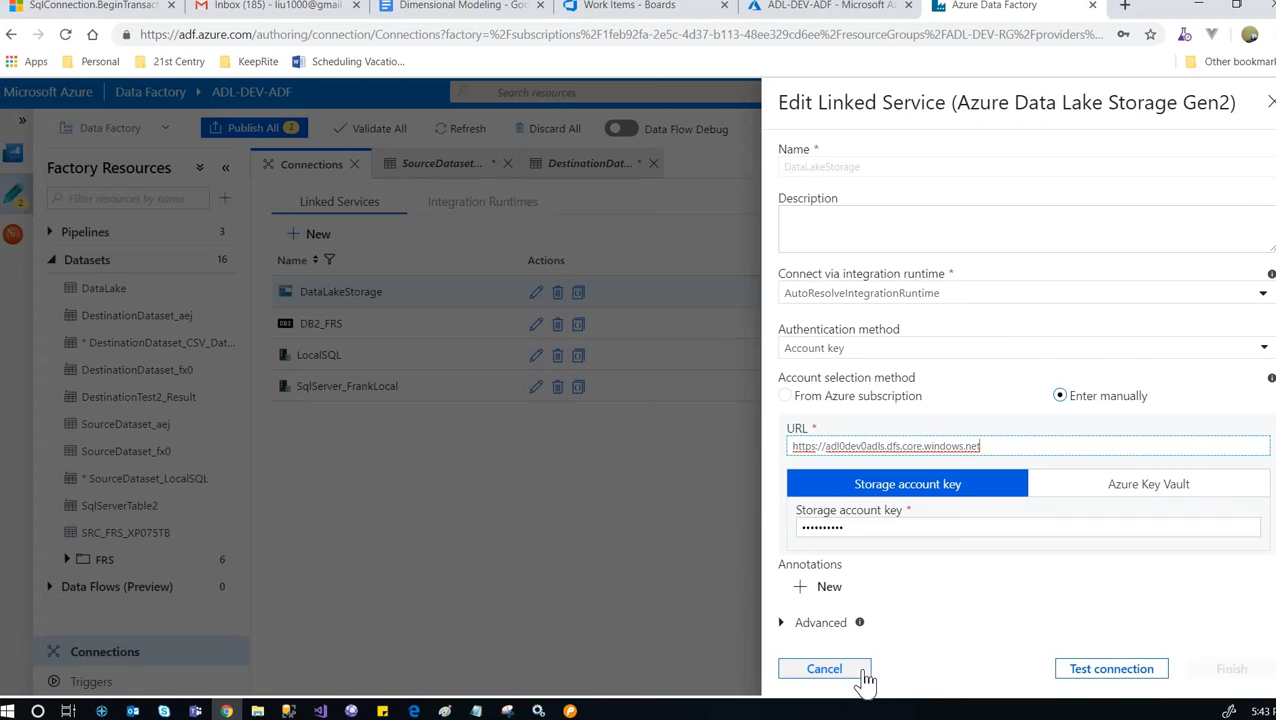 SqlConnection.BeginTransact
Inbox (185) - liu1000@gmail
Dimensional Modeling - Goo
Work Items - Boards
ADL-DEV-ADF - Microsoft Az
Azure Data Factory
https://adf.azure.com/authoring/connection/Connections?factory=%2Fsubscriptions%2F1feb92fa-2e5c-4d37-b113-48ee329cd6ee%2FresourceGroups%2FADL-DEV-RG%2Fproviders%...
Apps
Personal
21st Centry
KeepRite
Scheduling Vacatio...
Other bookmar
Microsoft Azure
Data Factory
ADL-DEV-ADF
Search resources
Data Factory
Publish All 2
Validate All
Refresh
Discard All
Data Flow Debug
Factory Resources
Filter resources by name
Pipelines 3
Datasets 16
DataLake
DestinationDataset_aej
* DestinationDataset_CSV_Dat...
DestinationDataset_fx0
DestinationTest2_Result
SourceDataset_aej
SourceDataset_fx0
* SourceDataset_LocalSQL
SqlServerTable2
SRC_FRS_XP075TB
FRS 6
Data Flows (Preview) 0
Connections
Triggers
2
Connections
SourceDataset... *
DestinationDat... *
Linked Services
Integration Runtimes
New
Name
Actions
DataLakeStorage
DB2 DB2_FRS
LocalSQL
SqlServer_FrankLocal
Edit Linked Service (Azure Data Lake Storage Gen2)
Name *
DataLakeStorage
Description
Connect via integration runtime *
AutoResolveIntegrationRuntime
Authentication method
Account key
Account selection method
From Azure subscription
Enter manually
URL *
https://adl0dev0adls.dfs.core.windows.net
Storage account key
Azure Key Vault
Storage account key *
••••••••••
Annotations
New
Advanced
Cancel
Test connection
Finish
5:43 P